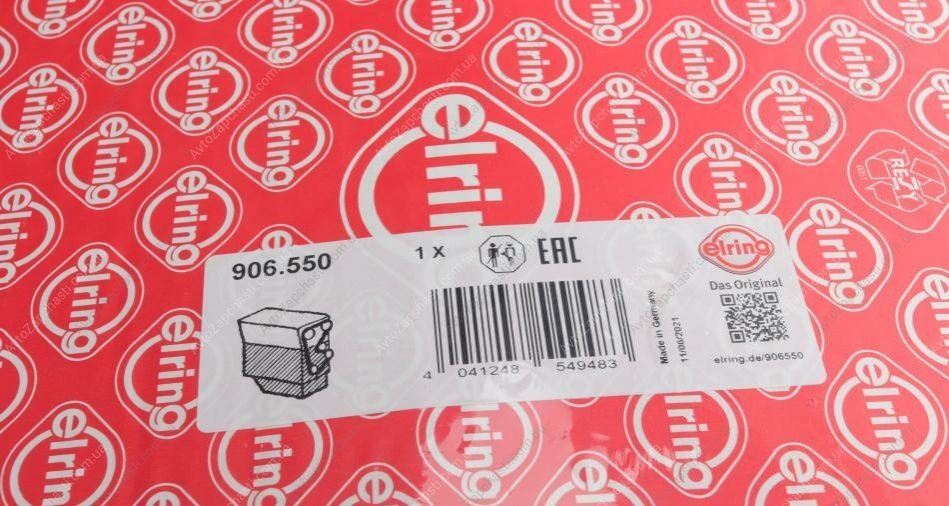 elring
906.550
1 X
EAC
elring
Das Original
4 041248 549483
Made in Germany
11/06/2021
elring.de/906550
RESY
AvtoZapchasti.com.ua